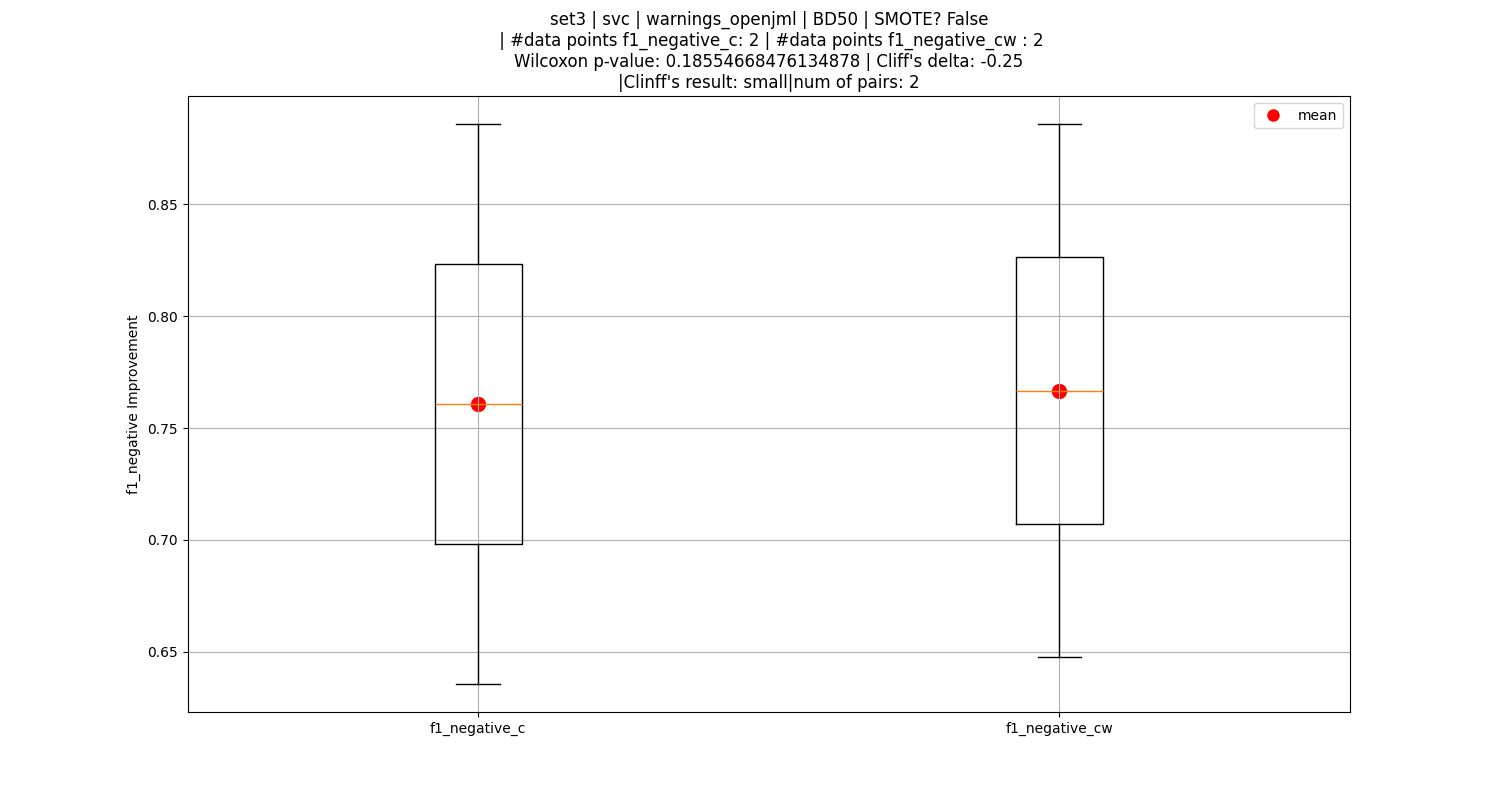 set3 | svc | warnings_openjml | BD50 | SMOTE? False
| #data points f1_negative_c: 2 | #data points f1_negative_cw : 2
Wilcoxon p-value: 0.18554668476134878 | Cliff's delta: -0.25
|Clinff's result: small|num of pairs: 2
mean
0.85
0.80
0.75
0.70
0.65
f1_negative Improvement
f1_negative_c
f1_negative_cw